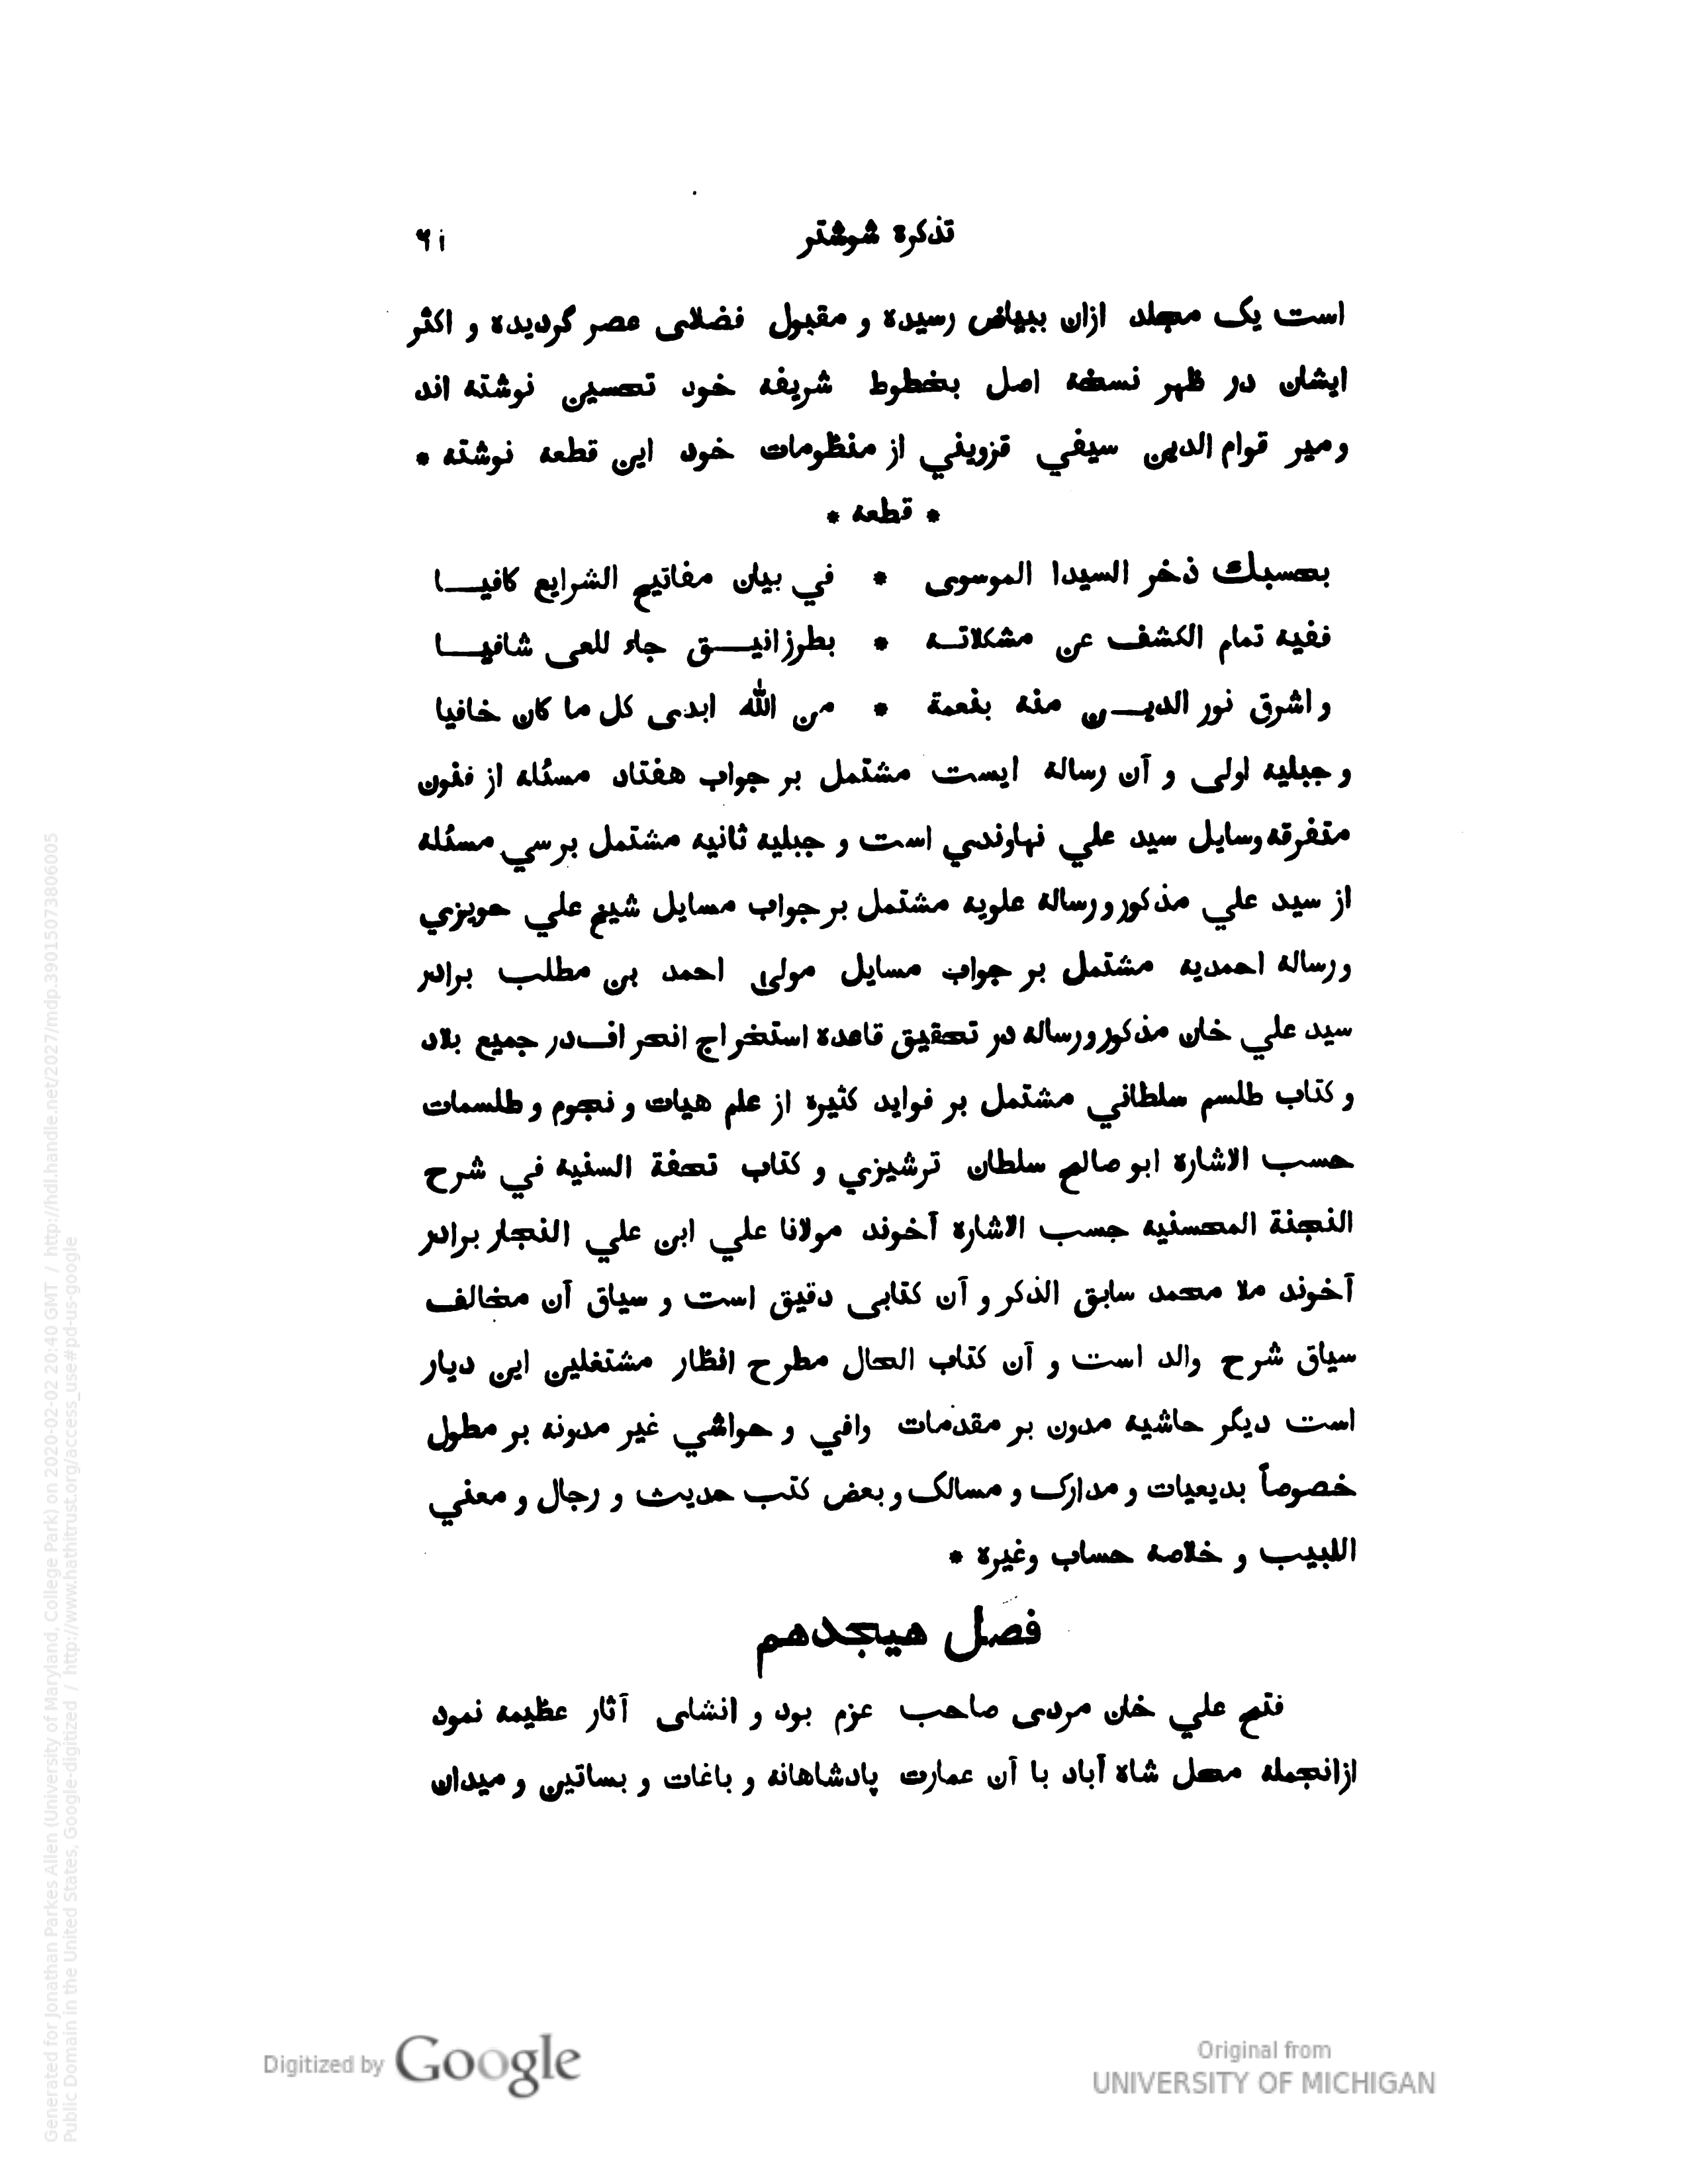 تذکره شوشتر
۶۱
است یک مجلد ازان ببیاض رسیده و مقبول فضلای عصر گردیده و اکثر
ایشان در ظهر نسخه اصل بخطوط شریفه خود تحسین نوشته اند
ومیر قوام الدین سیفي قزویني از منظومات خود این قطعه نوشته *
* قطعه *
بحسبك ذخر السیدا الموسوی * في بیان مفاتیح الشرایع کافیـــا
ففیه تمام الکشف عن مشکلاتـه * بطرزانیـــق جاء للعی شافیـــا
و اشرق نور الدیـــن منه بنعمة * من الله ابدی کل ما کان خافیا
و جبلیه اولی و آن رساله ایست مشتمل بر جواب هفتاد مسئله از فنون
متفرقه وسایل سید علي نهاوندي است و جبلیه ثانیه مشتمل برسي مسئله
از سید علي مذکور و رساله علویه مشتمل بر جواب مسایل شیخ علي حویزي
و رساله احمدیه مشتمل بر جواب مسایل مولی احمد بن مطلب برادر
سید علي خان مذکور و رساله در تحقیق قاعده استخراج انحراف در جمیع بلاد
و کتاب طلسم سلطاني مشتمل بر فواید کثیره از علم هیات و نجوم و طلسمات
حسب الاشاره ابو صالح سلطان ترشیزي و کتاب تحفة السنیه في شرح
النجنة المحسنیه جسب الاشاره آخوند مولانا علي ابن علي النجار برادر
آخوند ملا محمد سابق الذکر و آن کتابی دقیق است و سیاق آن مخالف
سیاق شرح والد است و آن کتاب الحال مطرح انظار مشتغلین این دیار
است دیگر حاشیه مدون بر مقدمات وافي و حواشي غیر مدونه بر مطول
خصوصاً بدیعیات و مدارک و مسالک و بعض کتب حدیث و رجال و معني
اللبیب و خلاصه حساب وغیره *
فصل هیجدهم
فتح علي خان مردی صاحب عزم بود و انشای آثار عظیمه نمود
ازانجمله محل شاه آباد با آن عمارت پادشاهانه و باغات و بساتین و میدان
Generated for Jonathan Parkes Allen (University of Maryland, College Park) on 2020-02-02 20:40 GMT / http://hdl.handle.net/2027/mdp.39015073806005
Public Domain in the United States, Google-digitized / http://www.hathitrust.org/access_use#pd-us-google
Digitized by Google
Original from
UNIVERSITY OF MICHIGAN